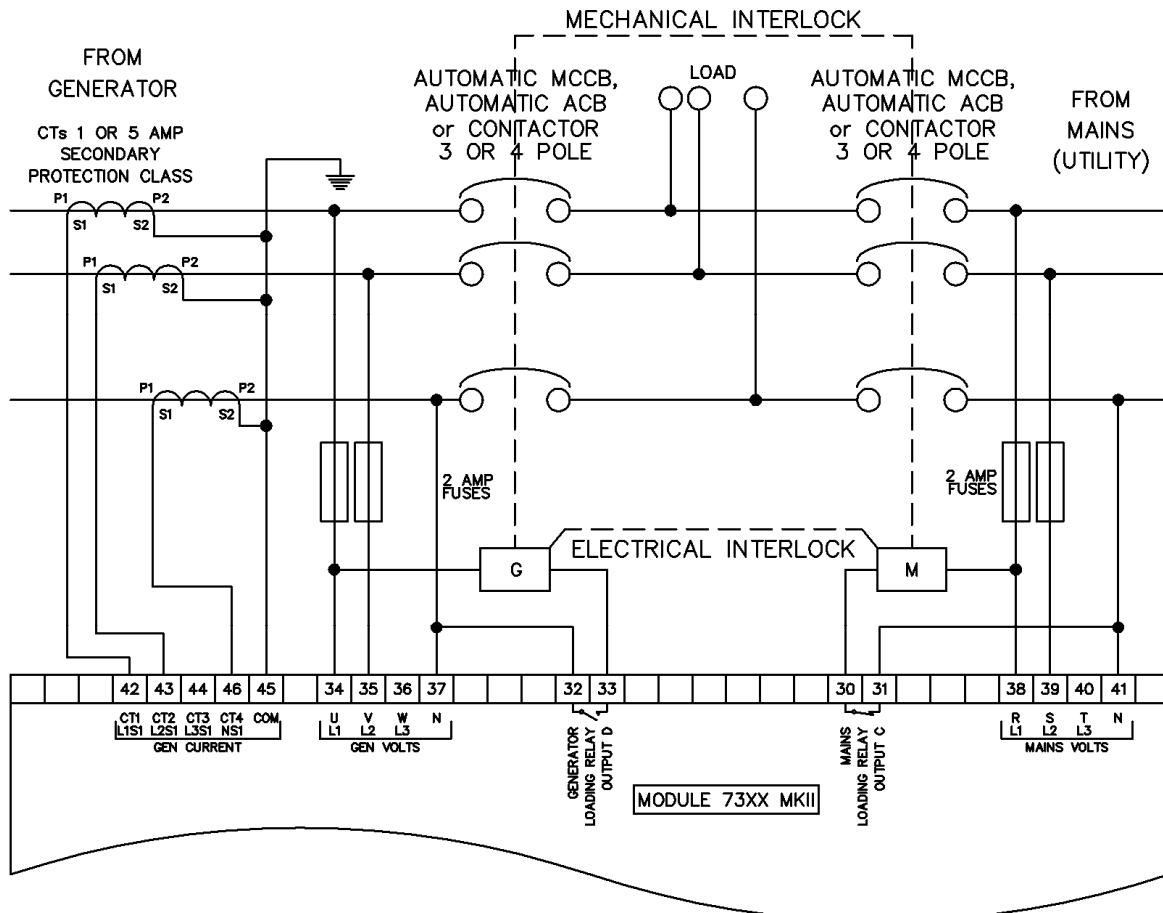 MECHANICAL INTERLOCK
FROM
GENERATOR
CTs 1 OR 5 AMP
SECONDARY
PROTECTION CLASS
AUTOMATIC MCCB,
AUTOMATIC ACB
or CONTACTOR
3 OR 4 POLE
LOAD
AUTOMATIC MCCB,
AUTOMATIC ACB
or CONTACTOR
3 OR 4 POLE
FROM
MAINS
(UTILITY)
P1 P2
S1 S2
P1 P2
S1 S2
P1 P2
S1 S2
2 AMP
FUSES
2 AMP
FUSES
ELECTRICAL INTERLOCK
G
M
42 43 44 46 45 34 35 36 37 32 33 30 31 38 39 40 41
CT1 CT2 CT3 CT4 COM
L1S1 L2S1 L3S1 NS1
GEN CURRENT
U V W N
L1 L2 L3
GEN VOLTS
GENERATOR
LOADING RELAY
OUTPUT D
MAINS
LOADING RELAY
OUTPUT C
R S T N
L1 L2 L3
MAINS VOLTS
MODULE 73XX MKII